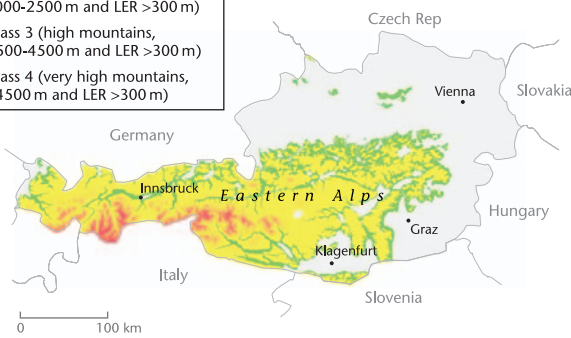 000-2500 m and LER >300 m)
ass 3 (high mountains,
500-4500 m and LER >300 m)
ass 4 (very high mountains,
4500 m and LER >300 m)
Czech Rep
Vienna
Slovakia
Germany
Innsbruck
Eastern Alps
Hungary
Graz
Klagenfurt
Italy
Slovenia
0 100 km